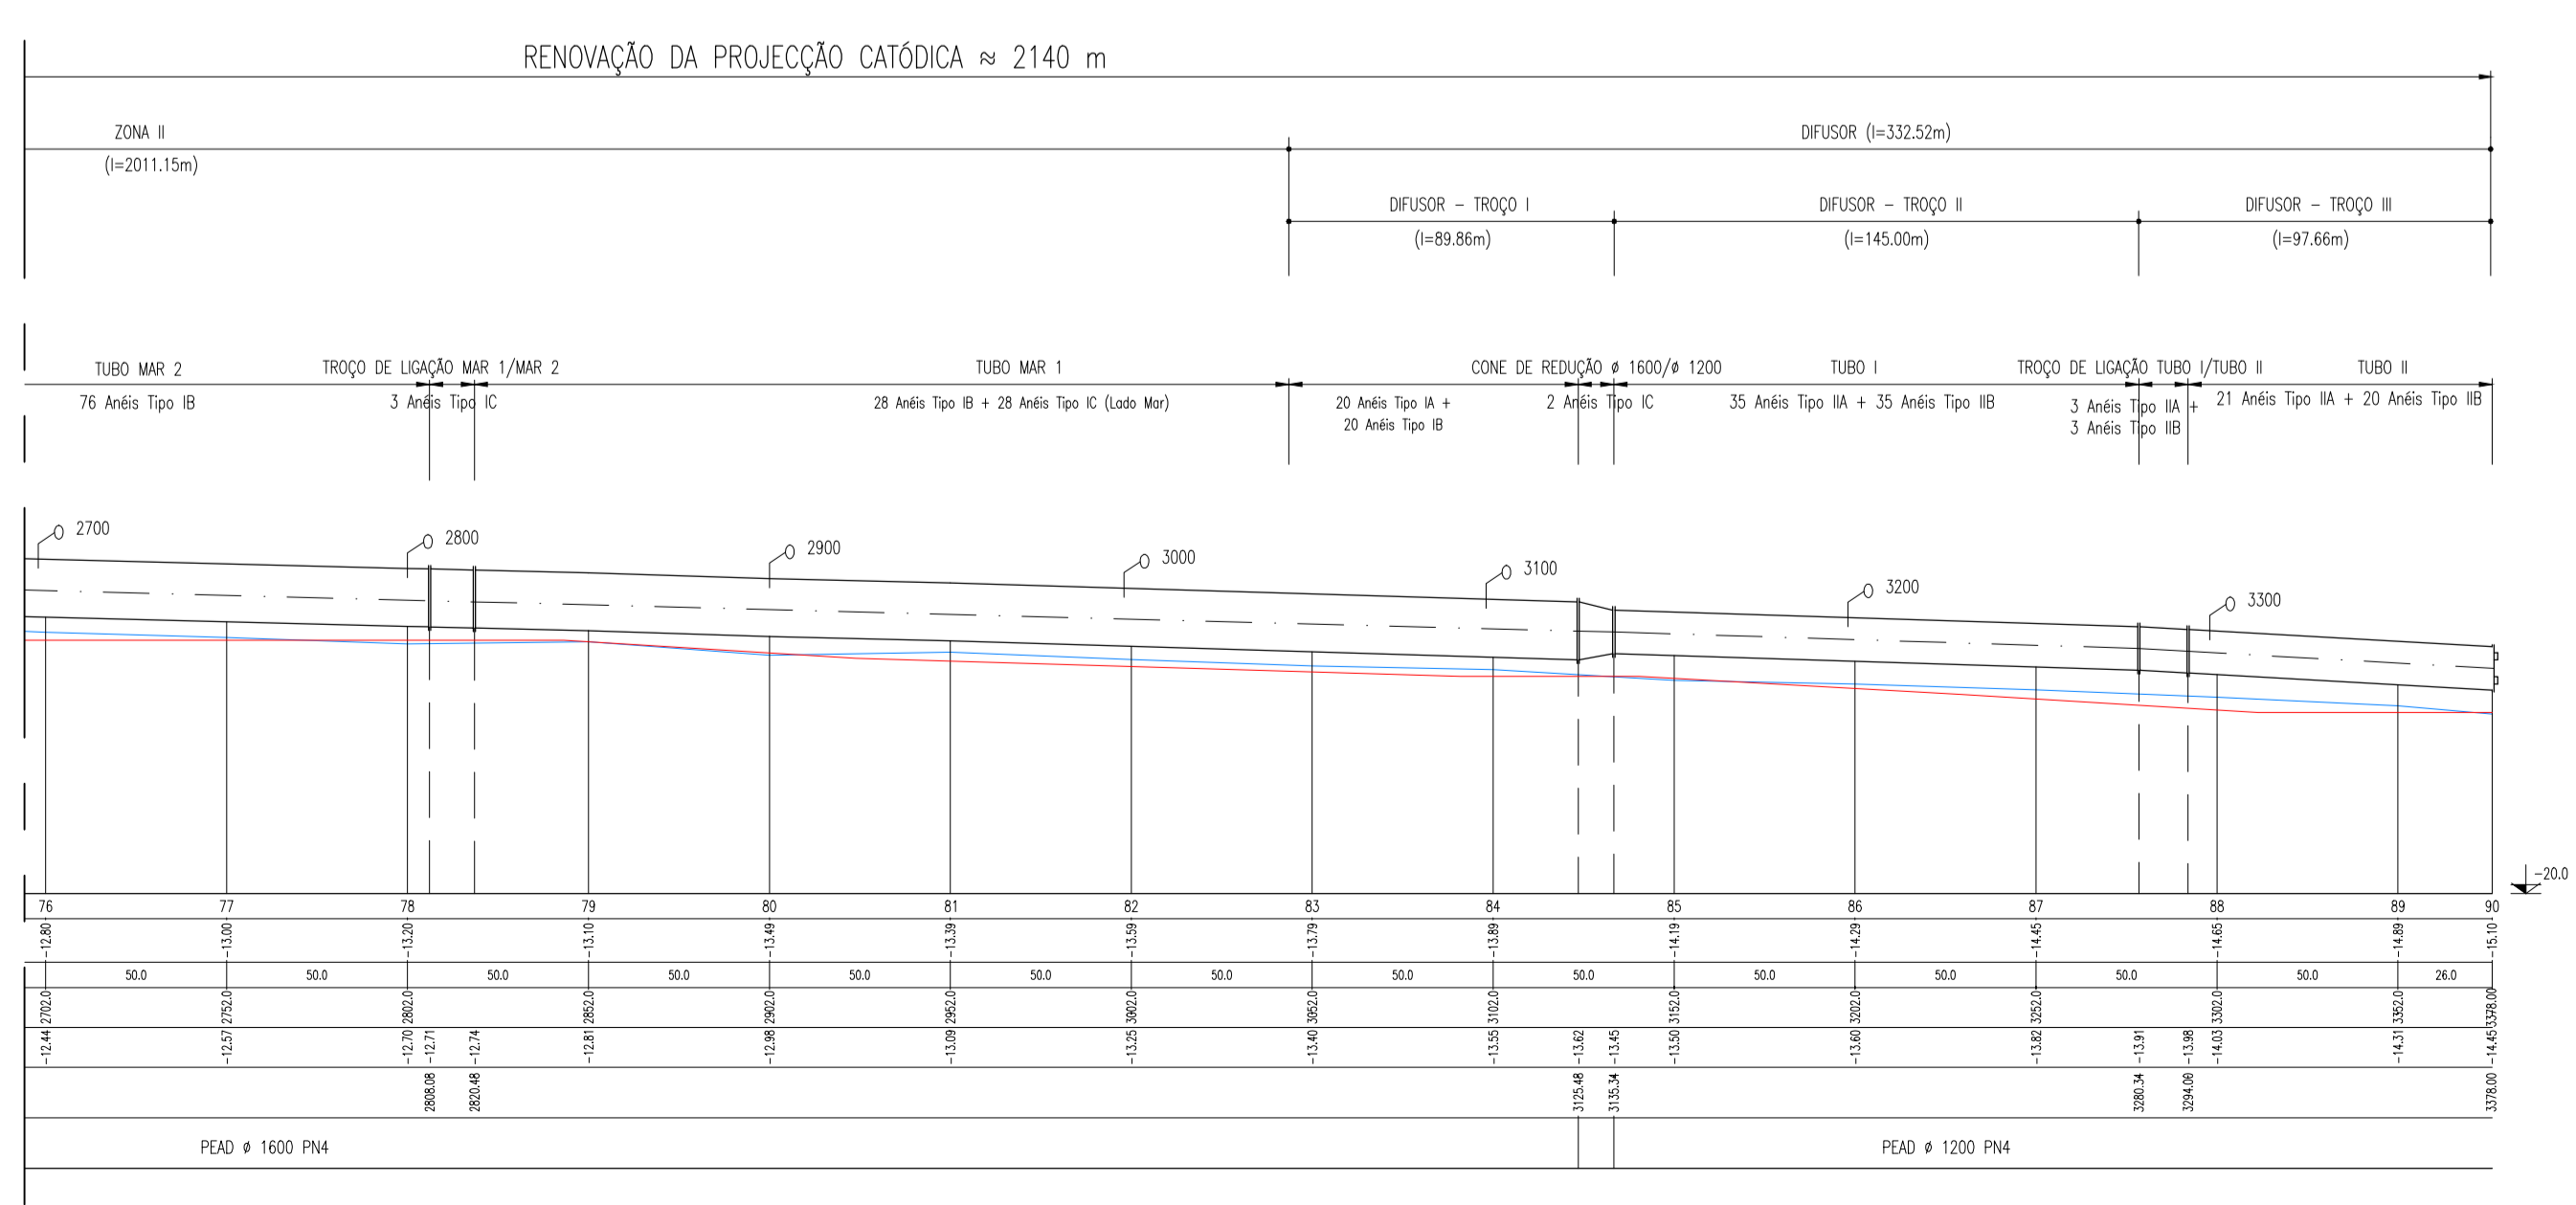 RENOVAÇÃO DA PROJECÇÃO CATÓDICA ≈ 2140 m
ZONA II
(l=2011.15m)
DIFUSOR (l=332.52m)
DIFUSOR – TROÇO I
(l=89.86m)
DIFUSOR – TROÇO II
(l=145.00m)
DIFUSOR – TROÇO III
(l=97.66m)
TUBO MAR 2
76 Anéis Tipo IB
TROÇO DE LIGAÇÃO MAR 1/MAR 2
3 Anéis Tipo IC
TUBO MAR 1
28 Anéis Tipo IB + 28 Anéis Tipo IC (Lado Mar)
20 Anéis Tipo IA +
20 Anéis Tipo IB
CONE DE REDUÇÃO ø 1600/ø 1200
2 Anéis Tipo IC
TUBO I
35 Anéis Tipo IIA + 35 Anéis Tipo IIB
TROÇO DE LIGAÇÃO TUBO I/TUBO II
3 Anéis Tipo IIA +
3 Anéis Tipo IIB
TUBO II
21 Anéis Tipo IIA + 20 Anéis Tipo IIB
2700 2800 2900 3000 3100 3200 3300
-20.0
76 77 78 79 80 81 82 83 84 85 86 87 88 89 90
-12.80 -13.00 -13.20 -13.10 -13.49 -13.39 -13.59 -13.79 -13.89 -14.19 -14.29 -14.45 -14.65 -14.89 -15.10
50.0 50.0 50.0 50.0 50.0 50.0 50.0 50.0 50.0 50.0 50.0 50.0 50.0 26.0
2702.0 2752.0 2802.0 2852.0 2902.0 2952.0 3002.0 3052.0 3102.0 3152.0 3202.0 3252.0 3302.0 3352.0 3378.00
-12.44 -12.57 -12.70 -12.71 -12.74 -12.81 -12.98 -13.09 -13.25 -13.40 -13.55 -13.62 -13.45 -13.50 -13.60 -13.82 -13.91 -13.98 -14.03 -14.31 -14.45
2808.08 2820.48 3125.48 3135.34 3280.34 3294.00 3378.00
PEAD ø 1600 PN4
PEAD ø 1200 PN4